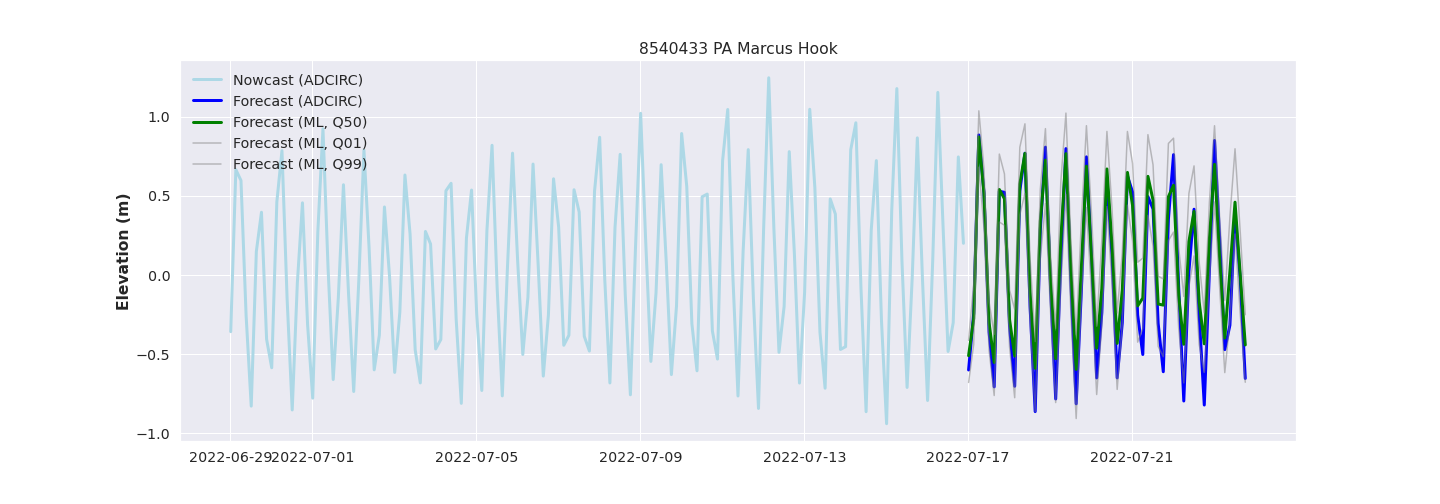 8540433 PA Marcus Hook
Nowcast (ADCIRC)
Forecast (ADCIRC)
Forecast (ML, Q50)
Forecast (ML, Q01)
Forecast (ML, Q99)
Elevation (m)
1.0
0.5
0.0
−0.5
−1.0
2022-06-29
2022-07-01
2022-07-05
2022-07-09
2022-07-13
2022-07-17
2022-07-21